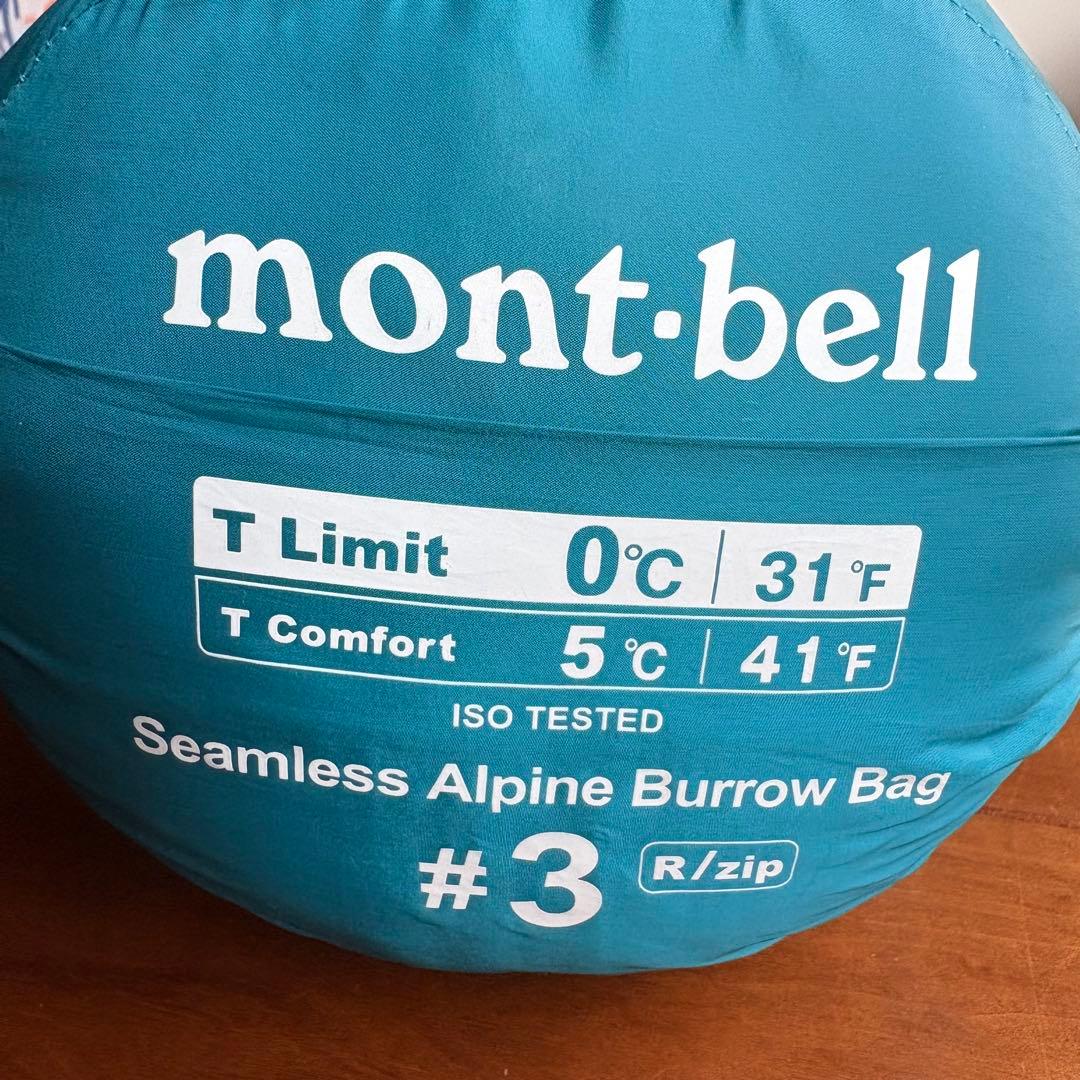 mont·bell
T Limit 0℃ | 31℉
T Comfort 5℃ | 41℉
ISO TESTED
Seamless Alpine Burrow Bag
#3 R/zip